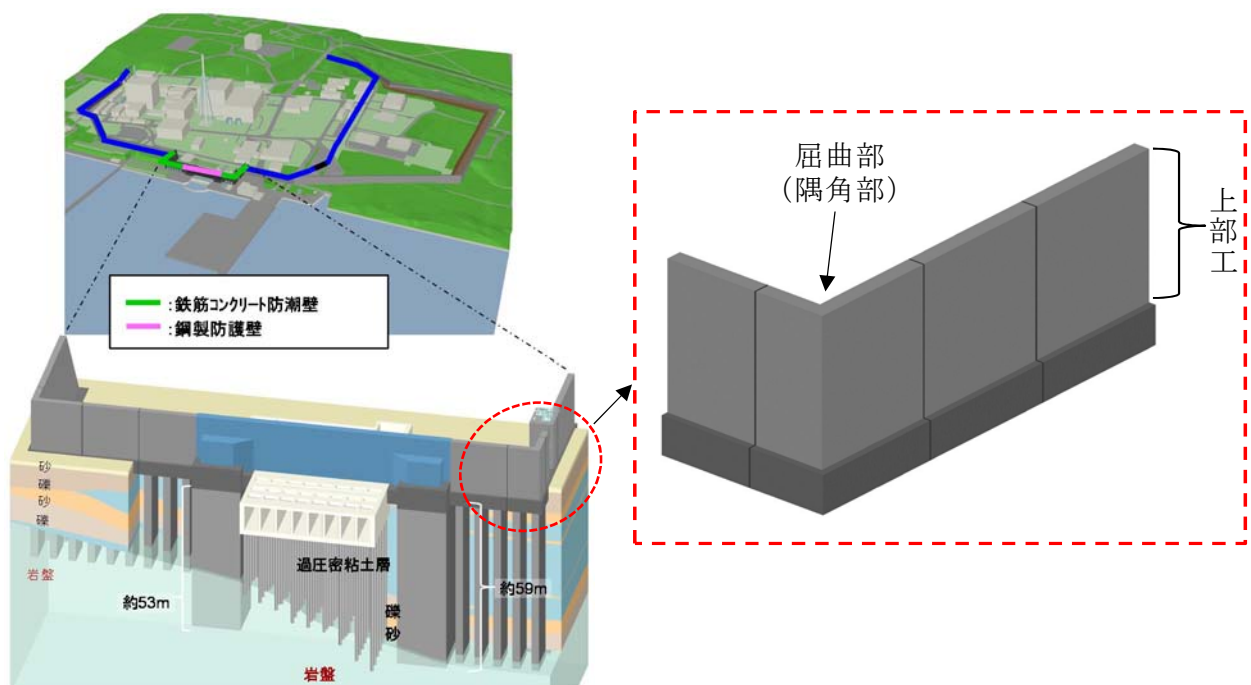 ：鉄筋コンクリート防潮壁
：鋼製防護壁
砂
礫
砂
礫
岩盤
約53m
過圧密粘土層
礫
砂
約59m
岩盤
屈曲部
（隅角部）
上部工